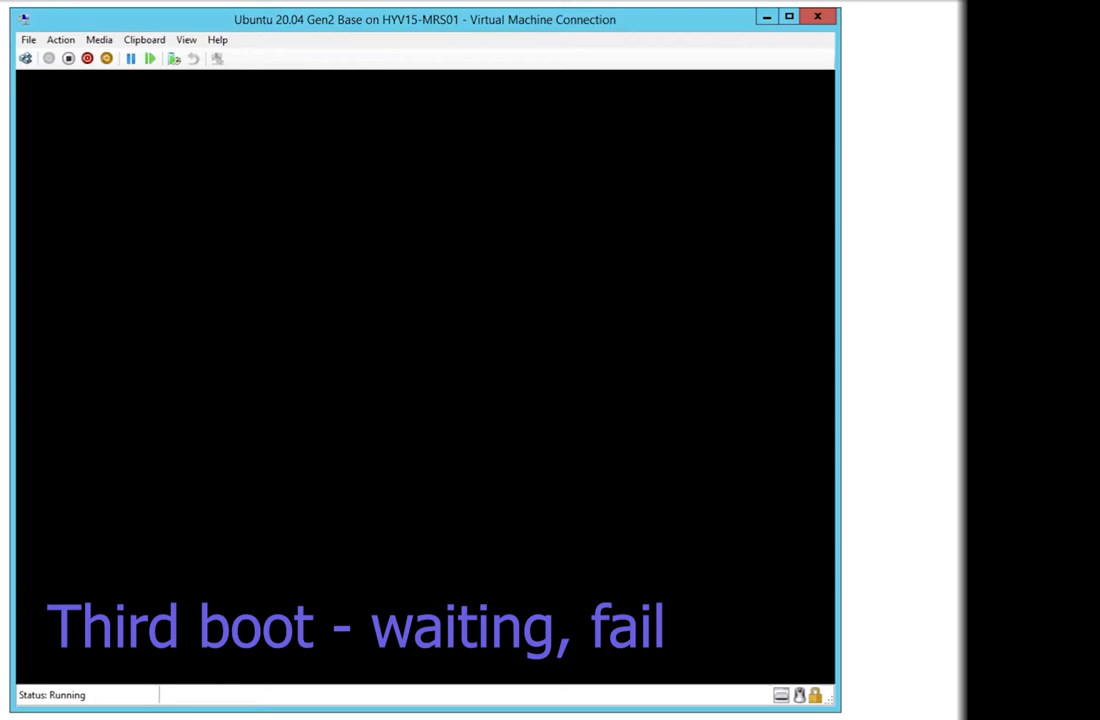 Ubuntu 20.04 Gen2 Base on HYV15-MRS01 - Virtual Machine Connection
File Action Media Clipboard View Help
Third boot - waiting, fail
Status: Running